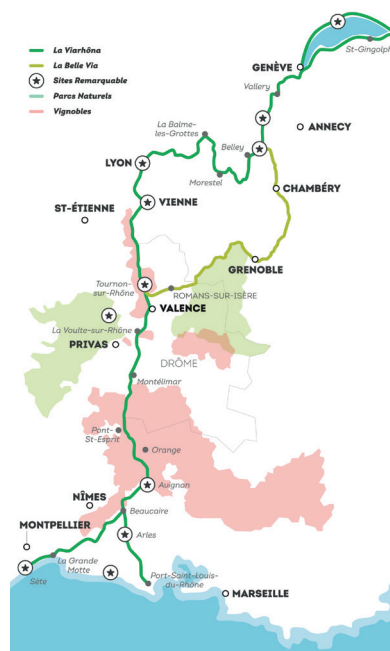 La Viarhôna
La Belle Via
Sites Remarquable
Parcs Naturels
Vignobles
St-Gingolph
GENÈVE
Vallery
La Balme-
les-Grottes
ANNECY
Belley
LYON
Morestel
CHAMBÉRY
VIENNE
ST-ÉTIENNE
GRENOBLE
Tournon-
sur-Rhône
ROMANS-SUR-ISÈRE
VALENCE
La Voulte-sur-Rhône
PRIVAS
DRÔME
Montélimar
Pont-
St-Esprit
Orange
Avignan
NÎMES
Beaucaire
MONTPELLIER
Arles
La Grande
Motte
Sète
Port-Saint-Louis-
du-Rhône
MARSEILLE